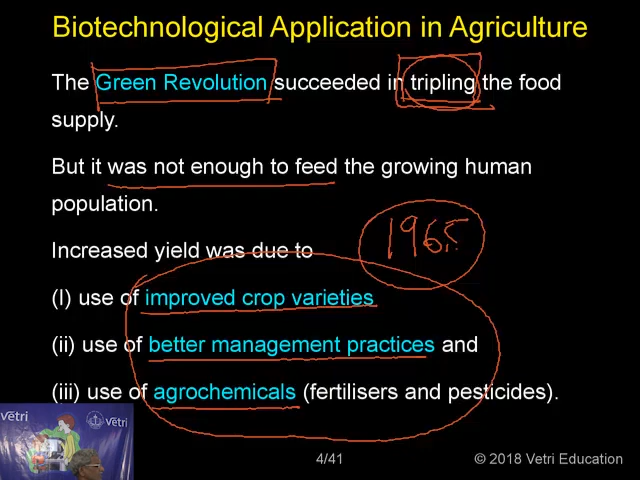 Biotechnological Application in Agriculture
The Green Revolution succeeded in tripling the food
supply.
But it was not enough to feed the growing human
population.
1965
Increased yield was due to
(I) use of improved crop varieties
(ii) use of better management practices and
(iii) use of agrochemicals (fertilisers and pesticides).
vetri
vetri
4/41
© 2018 Vetri Education